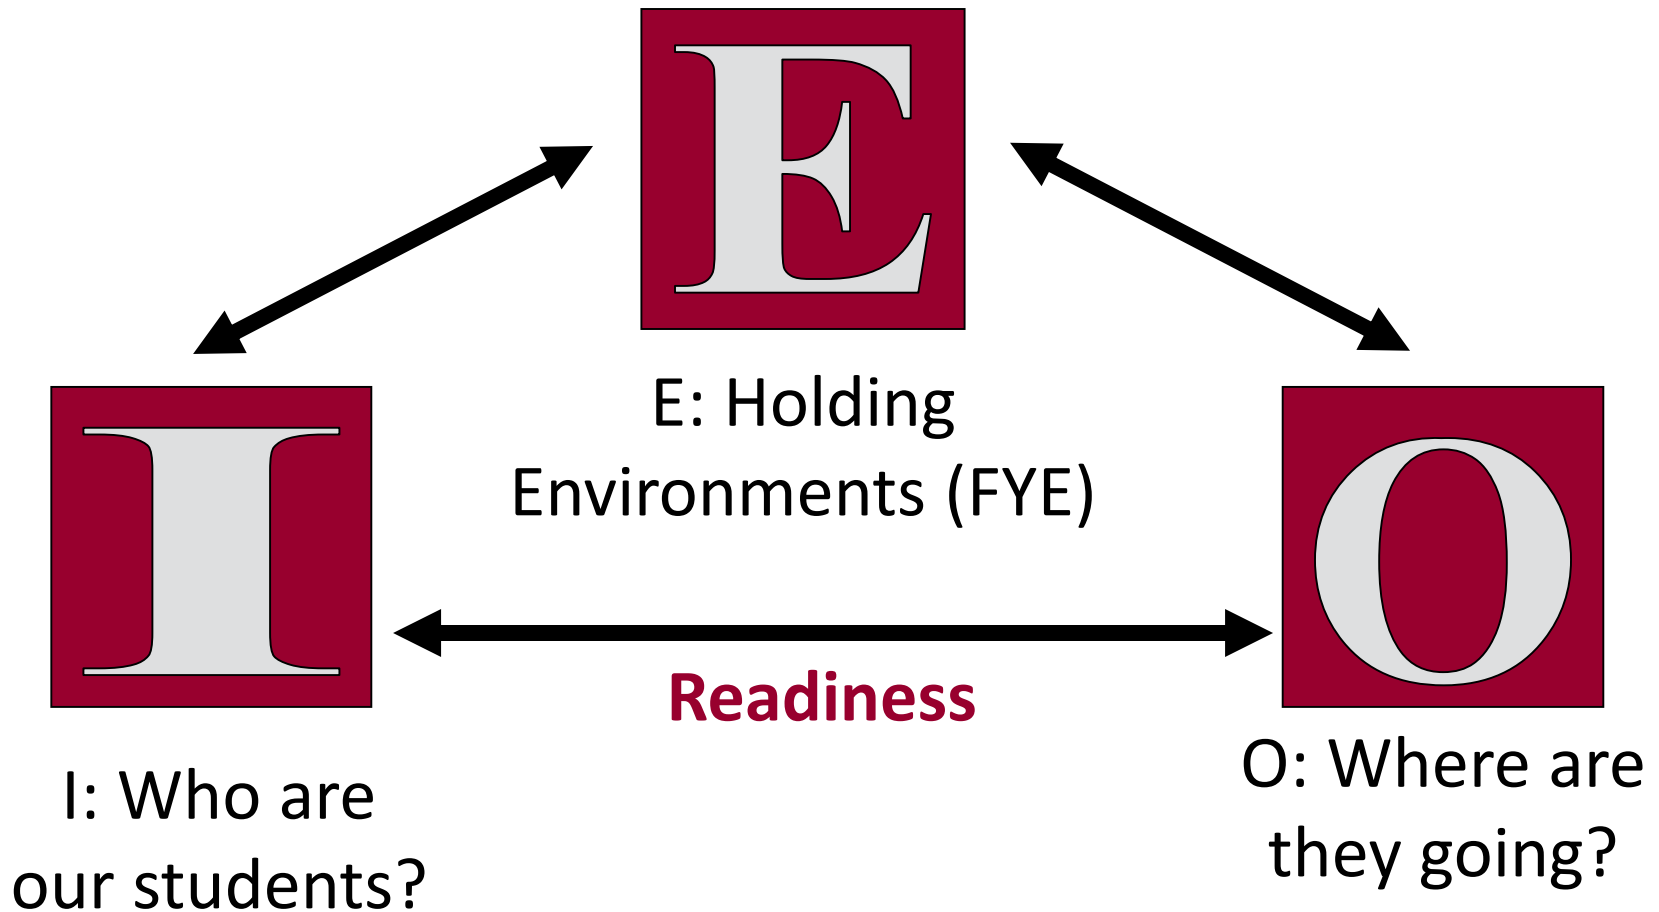 E
E: Holding
Environments (FYE)
I
O
Readiness
I: Who are
our students?
O: Where are
they going?